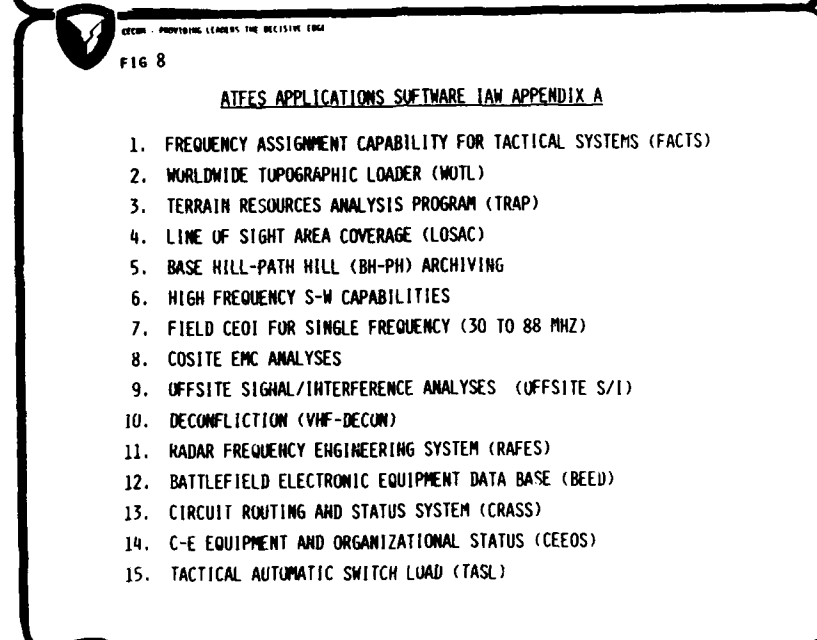 CECOM - PROVIDING LEADERS THE DECISIVE EDGE
FIG 8
ATFES APPLICATIONS SOFTWARE IAW APPENDIX A
1. FREQUENCY ASSIGNMENT CAPABILITY FOR TACTICAL SYSTEMS (FACTS)
2. WORLDWIDE TOPOGRAPHIC LOADER (WOTL)
3. TERRAIN RESOURCES ANALYSIS PROGRAM (TRAP)
4. LINE OF SIGHT AREA COVERAGE (LOSAC)
5. BASE HILL-PATH HILL (BH-PH) ARCHIVING
6. HIGH FREQUENCY S-W CAPABILITIES
7. FIELD CEOI FOR SINGLE FREQUENCY (30 TO 88 MHZ)
8. COSITE EMC ANALYSES
9. OFFSITE SIGNAL/INTERFERENCE ANALYSES (OFFSITE S/I)
10. DECONFLICTION (VHF-DECON)
11. RADAR FREQUENCY ENGINEERING SYSTEM (RAFES)
12. BATTLEFIELD ELECTRONIC EQUIPMENT DATA BASE (BEED)
13. CIRCUIT ROUTING AND STATUS SYSTEM (CRASS)
14. C-E EQUIPMENT AND ORGANIZATIONAL STATUS (CEEOS)
15. TACTICAL AUTOMATIC SWITCH LOAD (TASL)